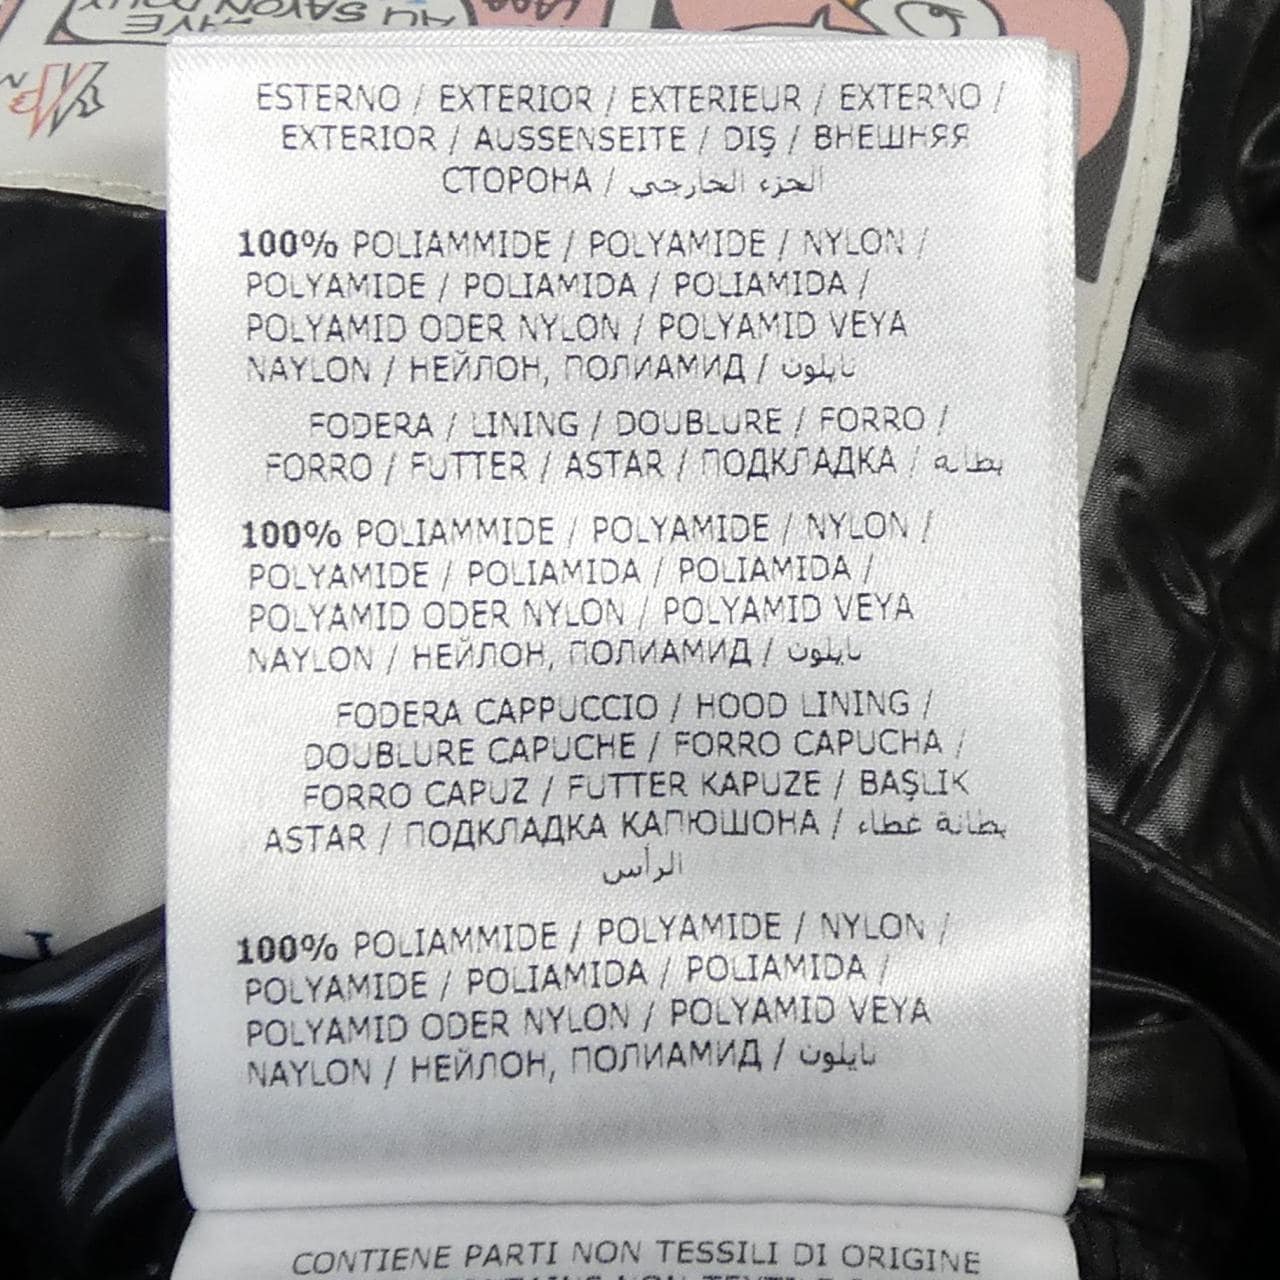 ESTERNO / EXTERIOR / EXTERIEUR / EXTERNO /
EXTERIOR / AUSSENSEITE / DIŞ / ВНЕШНЯЯ
СТОРОНА / الجزء الخارجي
100% POLIAMMIDE / POLYAMIDE / NYLON /
POLYAMIDE / POLIAMIDA / POLIAMIDA /
POLYAMID ODER NYLON / POLYAMID VEYA
NAYLON / НЕЙЛОН, ПОЛИАМИД / نايلون
FODERA / LINING / DOUBLURE / FORRO /
FORRO / FUTTER / ASTAR / ПОДКЛАДКА / بطانة
100% POLIAMMIDE / POLYAMIDE / NYLON /
POLYAMIDE / POLIAMIDA / POLIAMIDA /
POLYAMID ODER NYLON / POLYAMID VEYA
NAYLON / НЕЙЛОН, ПОЛИАМИД / نايلون
FODERA CAPPUCCIO / HOOD LINING /
DOUBLURE CAPUCHE / FORRO CAPUCHA /
FORRO CAPUZ / FUTTER KAPUZE / BAŞLIK
ASTAR / ПОДКЛАДКА КАПЮШОНА / بطانة غطاء
الرأس
100% POLIAMMIDE / POLYAMIDE / NYLON /
POLYAMIDE / POLIAMIDA / POLIAMIDA /
POLYAMID ODER NYLON / POLYAMID VEYA
NAYLON / НЕЙЛОН, ПОЛИАМИД / نايلون
CONTIENE PARTI NON TESSILI DI ORIGINE